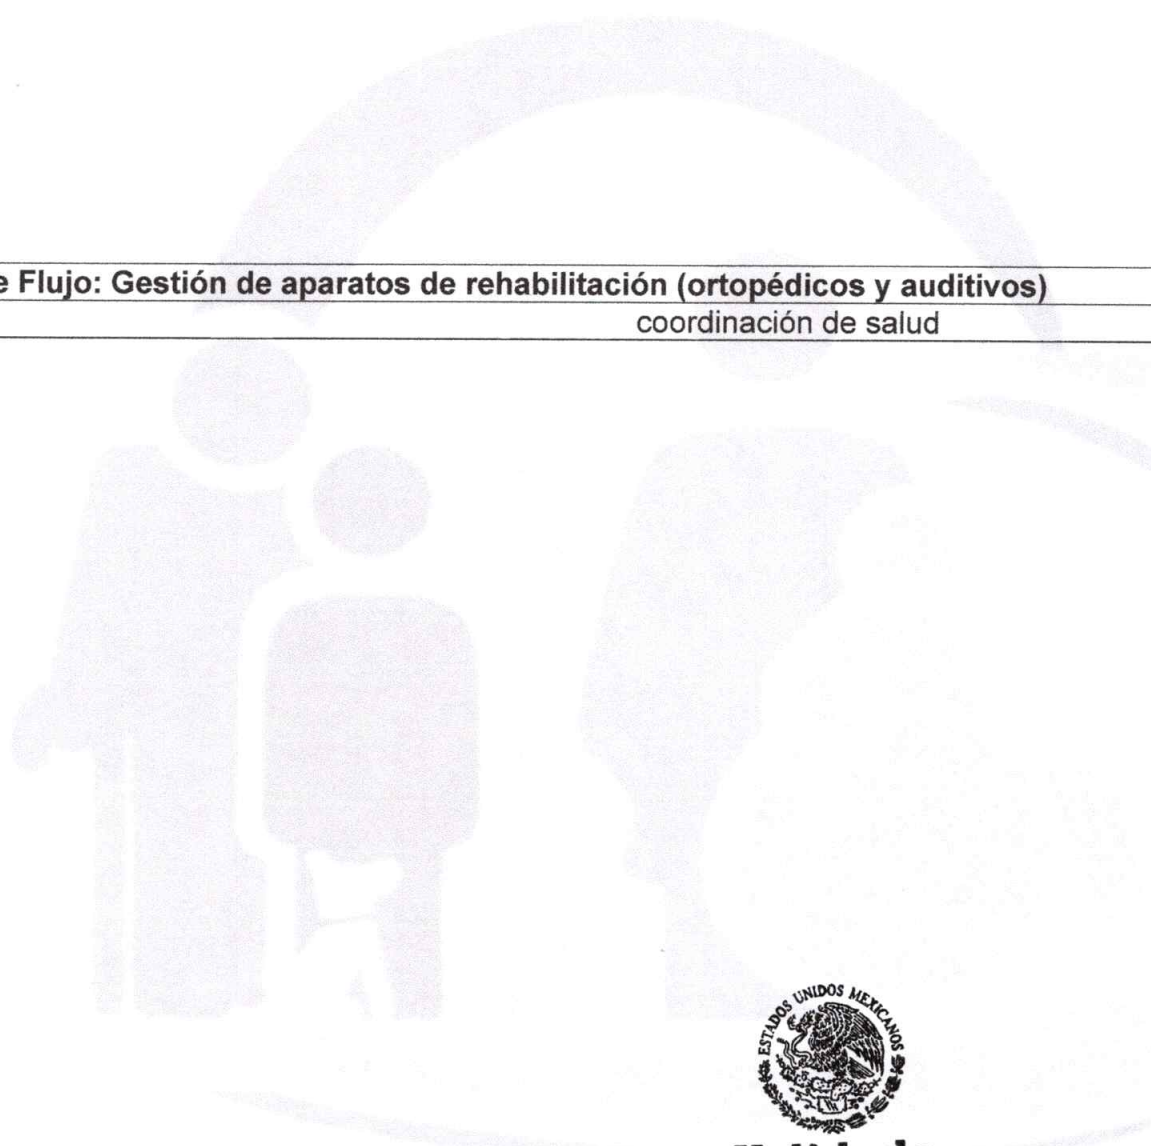 e Flujo: Gestión de aparatos de rehabilitación (ortopédicos y auditivos)
coordinación de salud
ESTADOS UNIDOS MEXICANOS